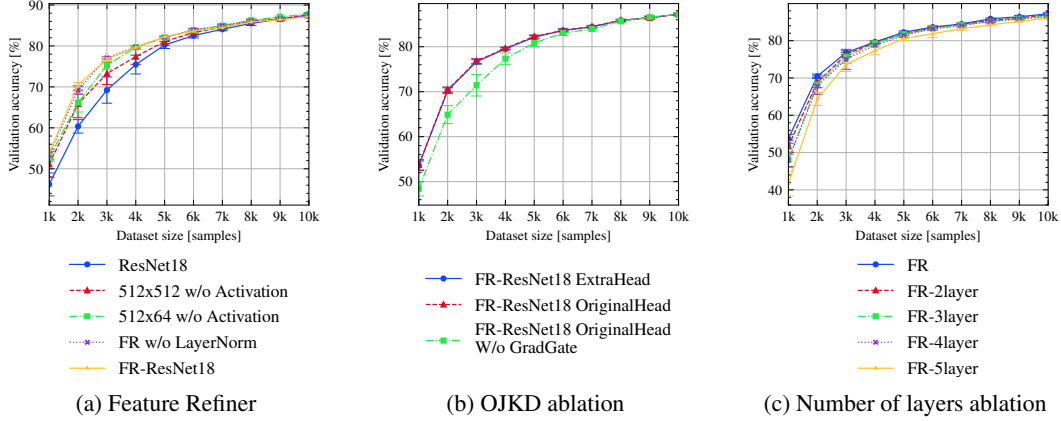 90
80
70
60
50
Validation accuracy [%]
1k 2k 3k 4k 5k 6k 7k 8k 9k 10k
Dataset size [samples]
ResNet18
512x512 w/o Activation
512x64 w/o Activation
FR w/o LayerNorm
FR-ResNet18
(a) Feature Refiner
80
70
60
50
Validation accuracy [%]
1k 2k 3k 4k 5k 6k 7k 8k 9k 10k
Dataset size [samples]
FR-ResNet18 ExtraHead
FR-ResNet18 OriginalHead
FR-ResNet18 OriginalHead
W/o GradGate
(b) OJKD ablation
90
80
70
60
50
40
Validation accuracy [%]
1k 2k 3k 4k 5k 6k 7k 8k 9k 10k
Dataset size [samples]
FR
FR-2layer
FR-3layer
FR-4layer
FR-5layer
(c) Number of layers ablation